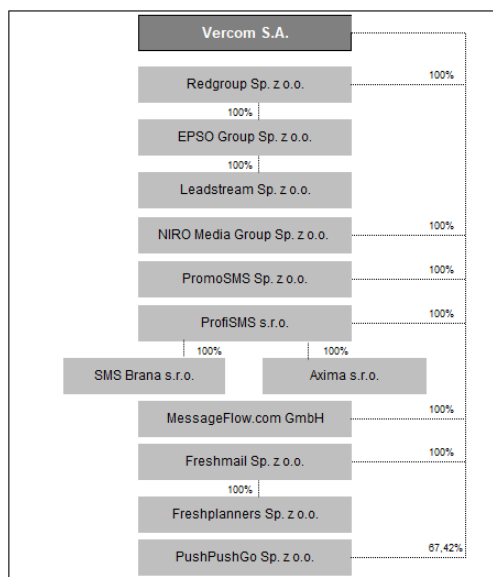 Vercom S.A.
Redgroup Sp. z o.o.
100%
100%
EPSO Group Sp. z o.o.
100%
Leadstream Sp. z o.o.
NIRO Media Group Sp. z o.o.
100%
PromoSMS Sp. z o.o.
100%
ProfiSMS s.r.o.
100%
100%
100%
SMS Brana s.r.o.
Axima s.r.o.
MessageFlow.com GmbH
100%
Freshmail Sp. z o.o.
100%
100%
Freshplanners Sp. z o.o.
PushPushGo Sp. z o.o.
67,42%